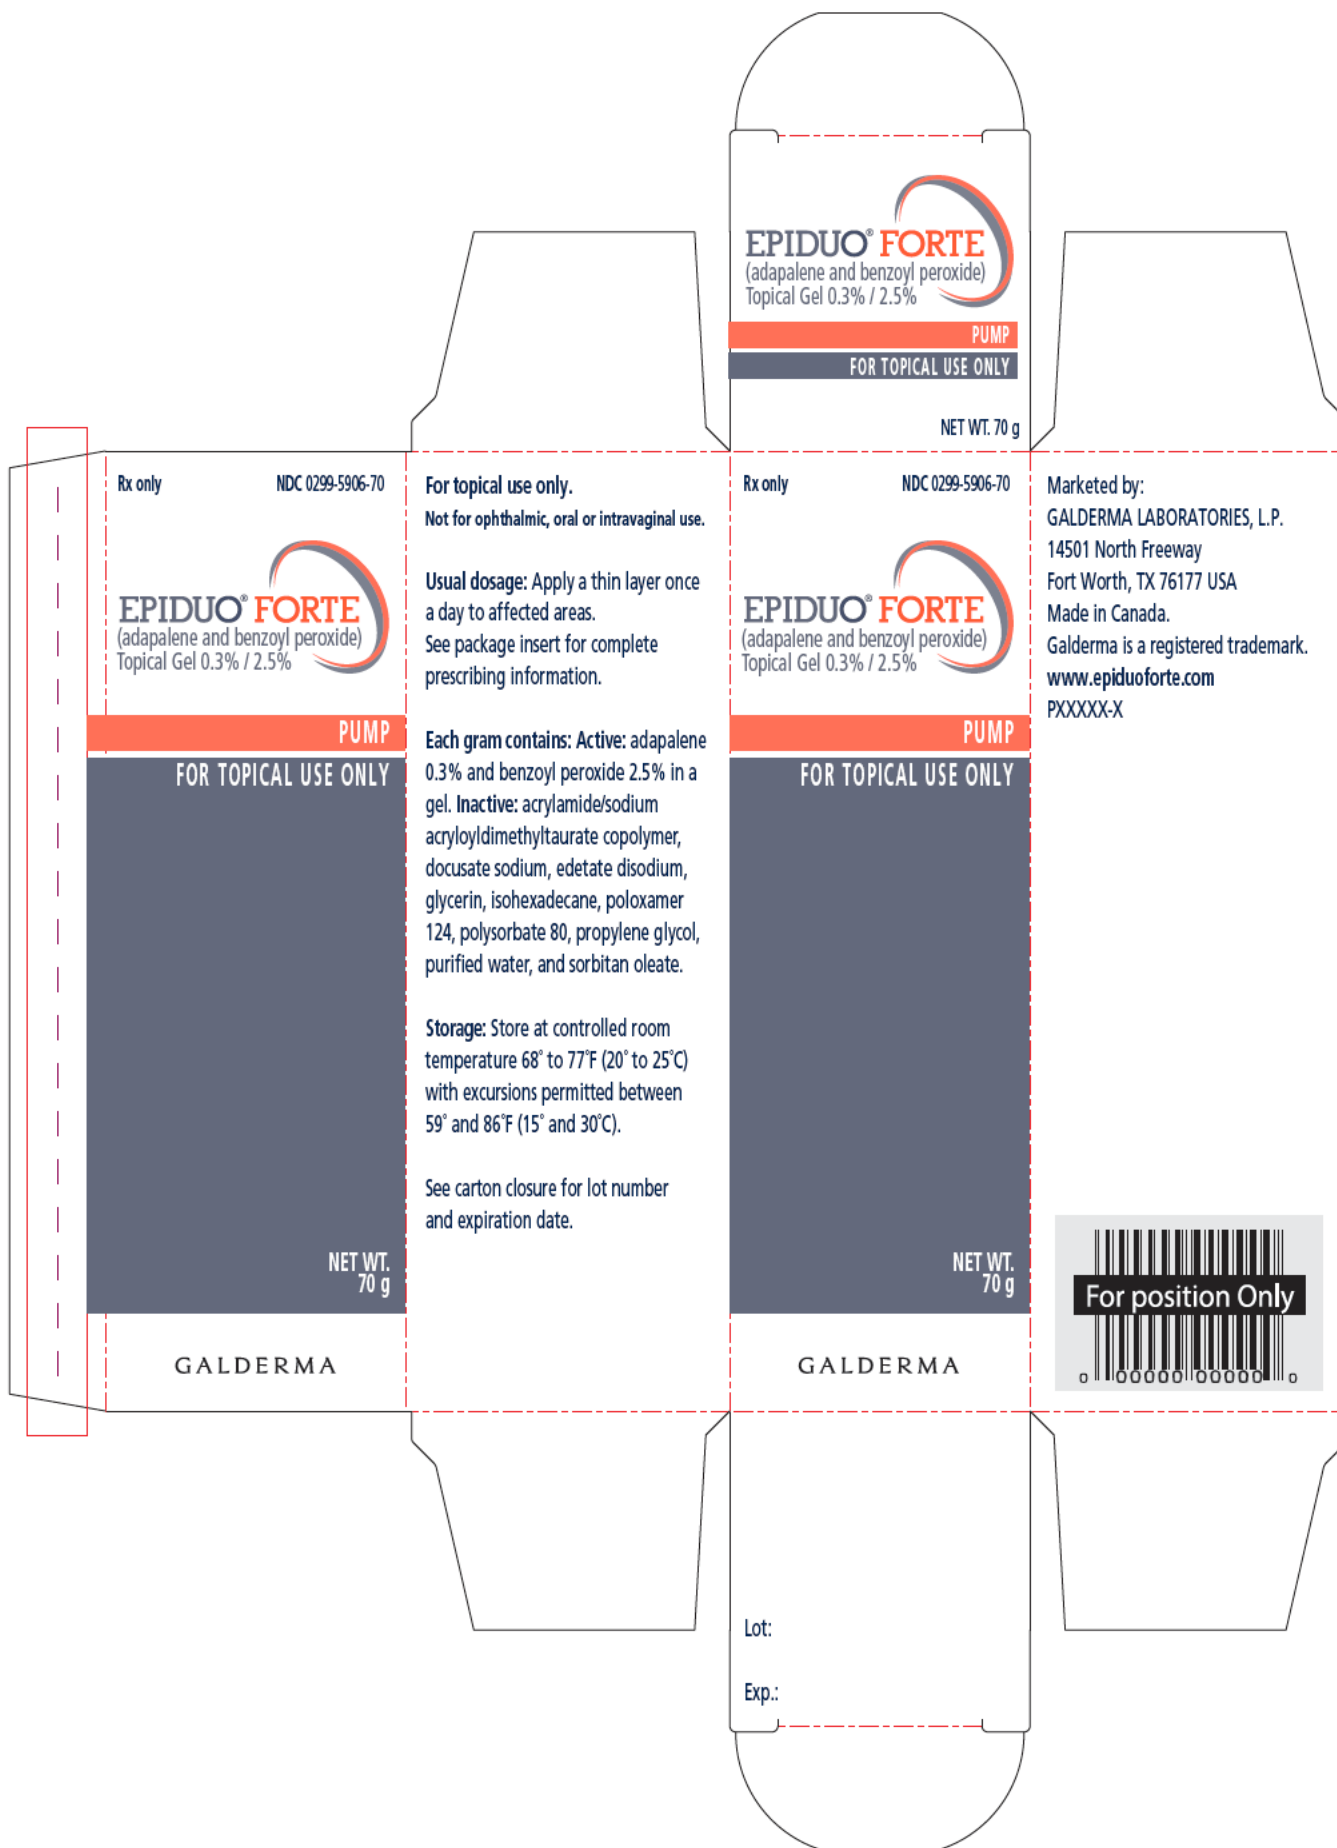 EPIDUO® FORTE
(adapalene and benzoyl peroxide)
Topical Gel 0.3% / 2.5%
PUMP
FOR TOPICAL USE ONLY
NET WT. 70 g
Rx only NDC 0299-5906-70
EPIDUO® FORTE
(adapalene and benzoyl peroxide)
Topical Gel 0.3% / 2.5%
PUMP
FOR TOPICAL USE ONLY
NET WT.
70 g
GALDERMA
For topical use only.
Not for ophthalmic, oral or intravaginal use.
Usual dosage: Apply a thin layer once
a day to affected areas.
See package insert for complete
prescribing information.
Each gram contains: Active: adapalene
0.3% and benzoyl peroxide 2.5% in a
gel. Inactive: acrylamide/sodium
acryloyldimethyltaurate copolymer,
docusate sodium, edetate disodium,
glycerin, isohexadecane, poloxamer
124, polysorbate 80, propylene glycol,
purified water, and sorbitan oleate.
Storage: Store at controlled room
temperature 68˚ to 77˚F (20˚ to 25˚C)
with excursions permitted between
59˚ and 86˚F (15˚ and 30˚C).
See carton closure for lot number
and expiration date.
Rx only NDC 0299-5906-70
EPIDUO® FORTE
(adapalene and benzoyl peroxide)
Topical Gel 0.3% / 2.5%
PUMP
FOR TOPICAL USE ONLY
NET WT.
70 g
GALDERMA
Marketed by:
GALDERMA LABORATORIES, L.P.
14501 North Freeway
Fort Worth, TX 76177 USA
Made in Canada.
Galderma is a registered trademark.
www.epiduoforte.com
PXXXXX-X
For position Only
0 00000 00000 0
Lot:
Exp.: